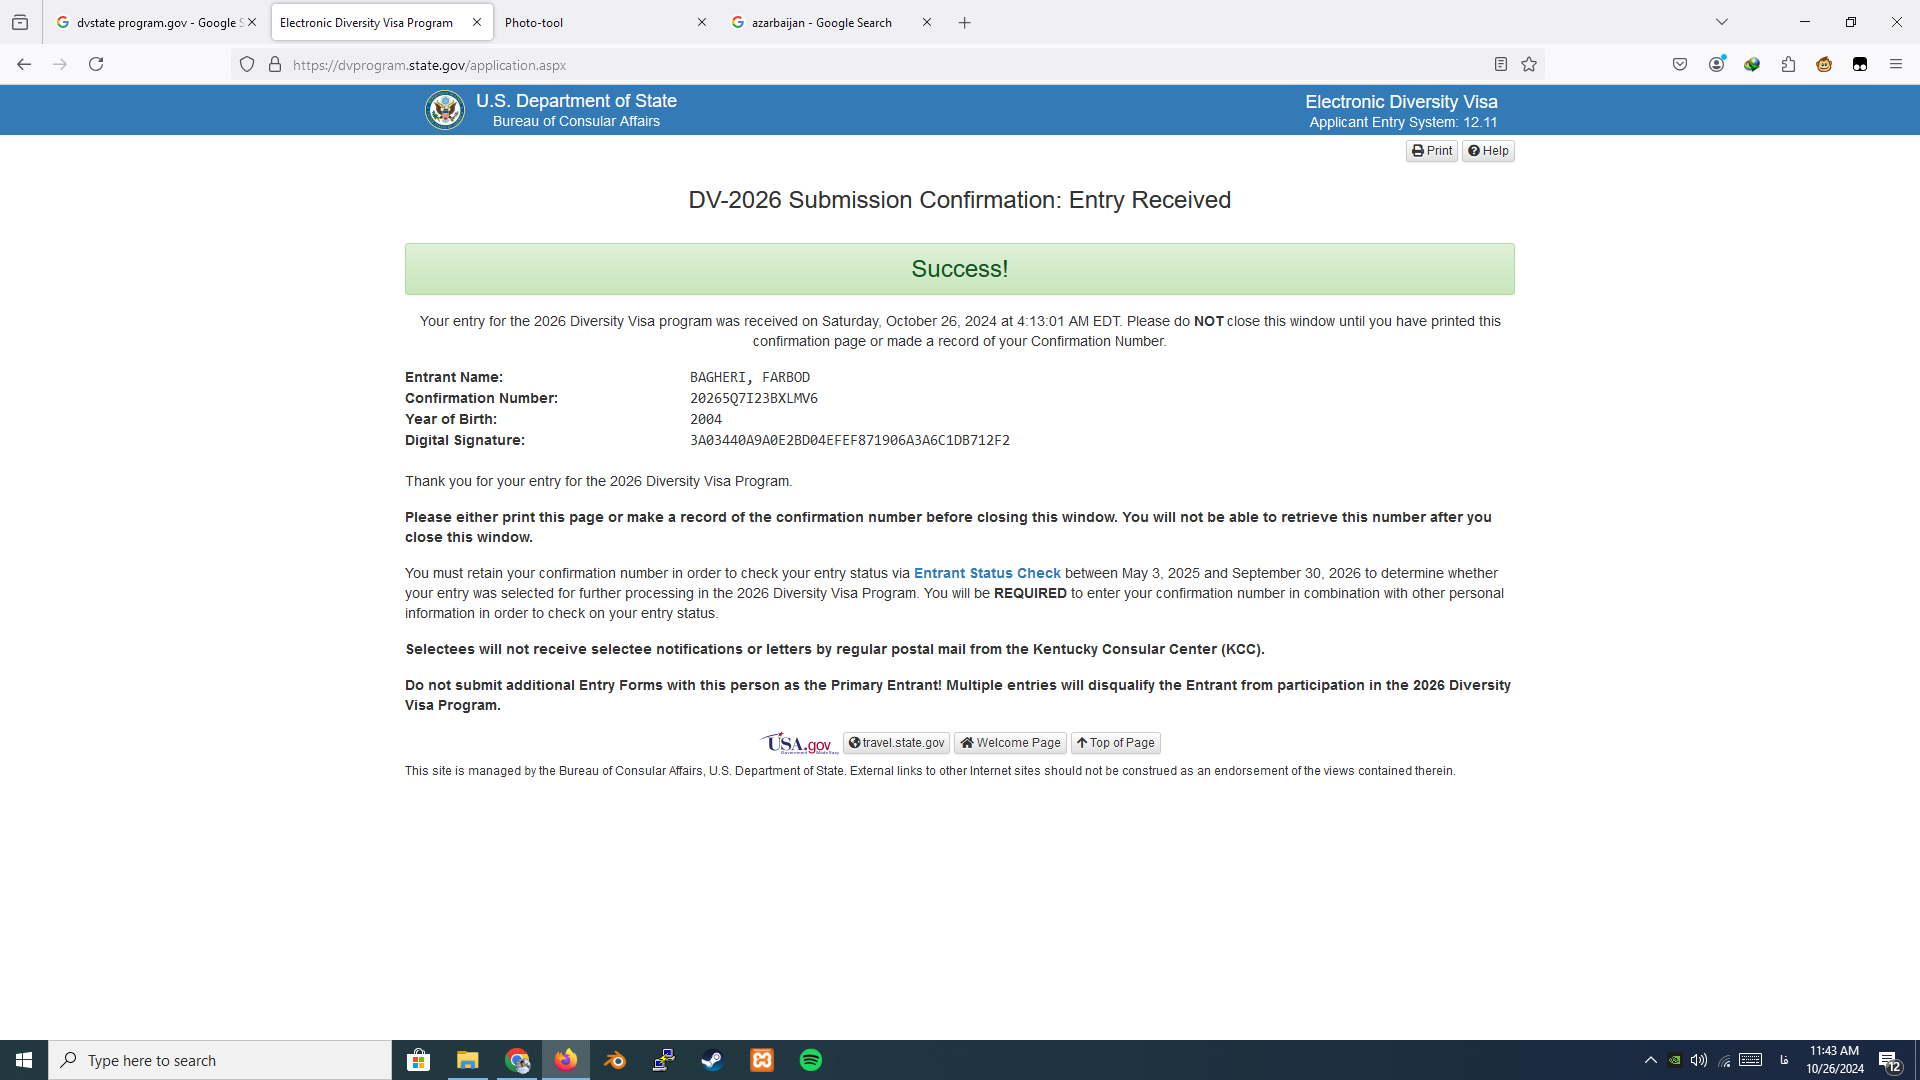 dvstate program.gov - Google S
Electronic Diversity Visa Program
Photo-tool
azarbaijan - Google Search
https://dvprogram.state.gov/application.aspx
U.S. Department of State
Bureau of Consular Affairs
Electronic Diversity Visa
Applicant Entry System: 12.11
Print
Help
DV-2026 Submission Confirmation: Entry Received
Success!
Your entry for the 2026 Diversity Visa program was received on Saturday, October 26, 2024 at 4:13:01 AM EDT. Please do NOT close this window until you have printed this
confirmation page or made a record of your Confirmation Number.
Entrant Name: BAGHERI, FARBOD
Confirmation Number: 20265Q7I23BXLMV6
Year of Birth: 2004
Digital Signature: 3A03440A9A0E2BD04EFEF871906A3A6C1DB712F2
Thank you for your entry for the 2026 Diversity Visa Program.
Please either print this page or make a record of the confirmation number before closing this window. You will not be able to retrieve this number after you
close this window.
You must retain your confirmation number in order to check your entry status via Entrant Status Check between May 3, 2025 and September 30, 2026 to determine whether
your entry was selected for further processing in the 2026 Diversity Visa Program. You will be REQUIRED to enter your confirmation number in combination with other personal
information in order to check on your entry status.
Selectees will not receive selectee notifications or letters by regular postal mail from the Kentucky Consular Center (KCC).
Do not submit additional Entry Forms with this person as the Primary Entrant! Multiple entries will disqualify the Entrant from participation in the 2026 Diversity
Visa Program.
USA.gov
travel.state.gov
Welcome Page
Top of Page
This site is managed by the Bureau of Consular Affairs, U.S. Department of State. External links to other Internet sites should not be construed as an endorsement of the views contained therein.
Type here to search
فا
11:43 AM
10/26/2024
12